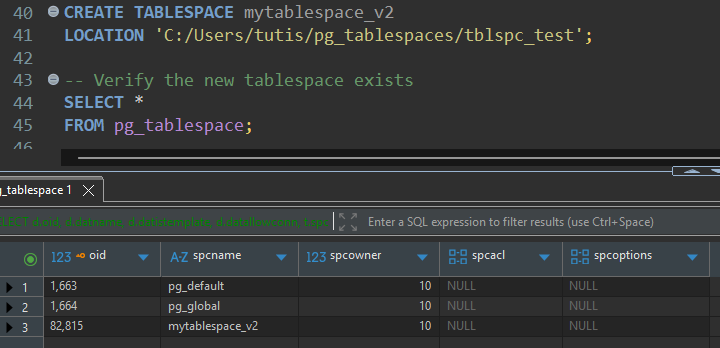 40 CREATE TABLESPACE mytablespace_v2
41 LOCATION 'C:/Users/tutis/pg_tablespaces/tblspc_test';
42
43 -- Verify the new tablespace exists
44 SELECT *
45 FROM pg_tablespace;
46
g_tablespace 1
Enter a SQL expression to filter results (use Ctrl+Space)
123 oid A-Z spcname 123 spcowner spcacl spcoptions
1 1,663 pg_default 10 NULL NULL
2 1,664 pg_global 10 NULL NULL
3 82,815 mytablespace_v2 10 NULL NULL